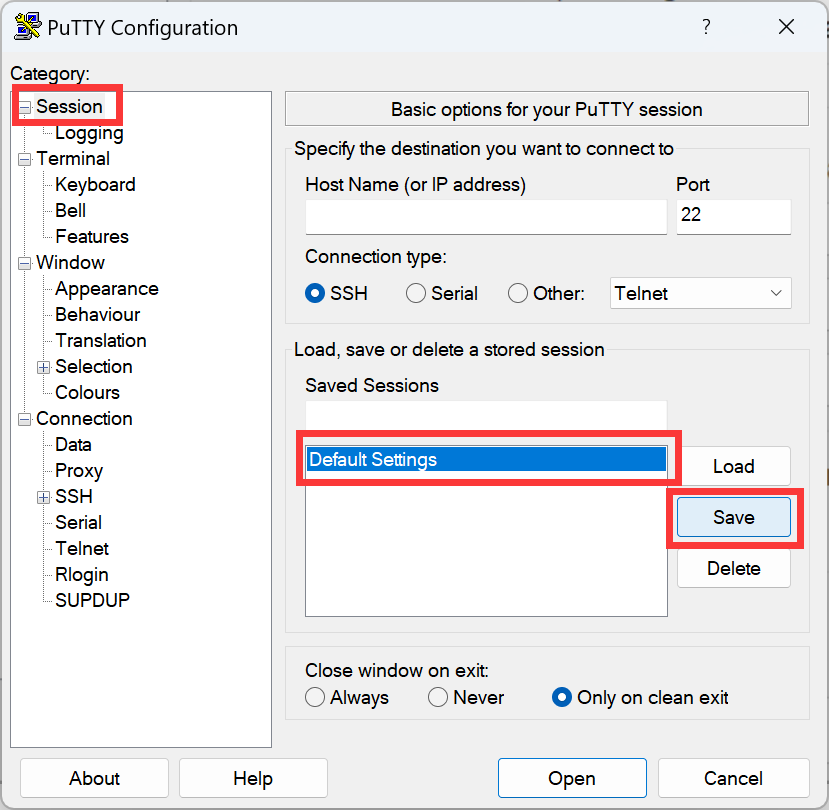 PuTTY Configuration
?
Category:
Session
Logging
Terminal
Keyboard
Bell
Features
Window
Appearance
Behaviour
Translation
Selection
Colours
Connection
Data
Proxy
SSH
Serial
Telnet
Rlogin
SUPDUP
Basic options for your PuTTY session
Specify the destination you want to connect to
Host Name (or IP address) Port
22
Connection type:
SSH Serial Other: Telnet
Load, save or delete a stored session
Saved Sessions
Default Settings
Load
Save
Delete
Close window on exit:
Always Never Only on clean exit
About Help Open Cancel